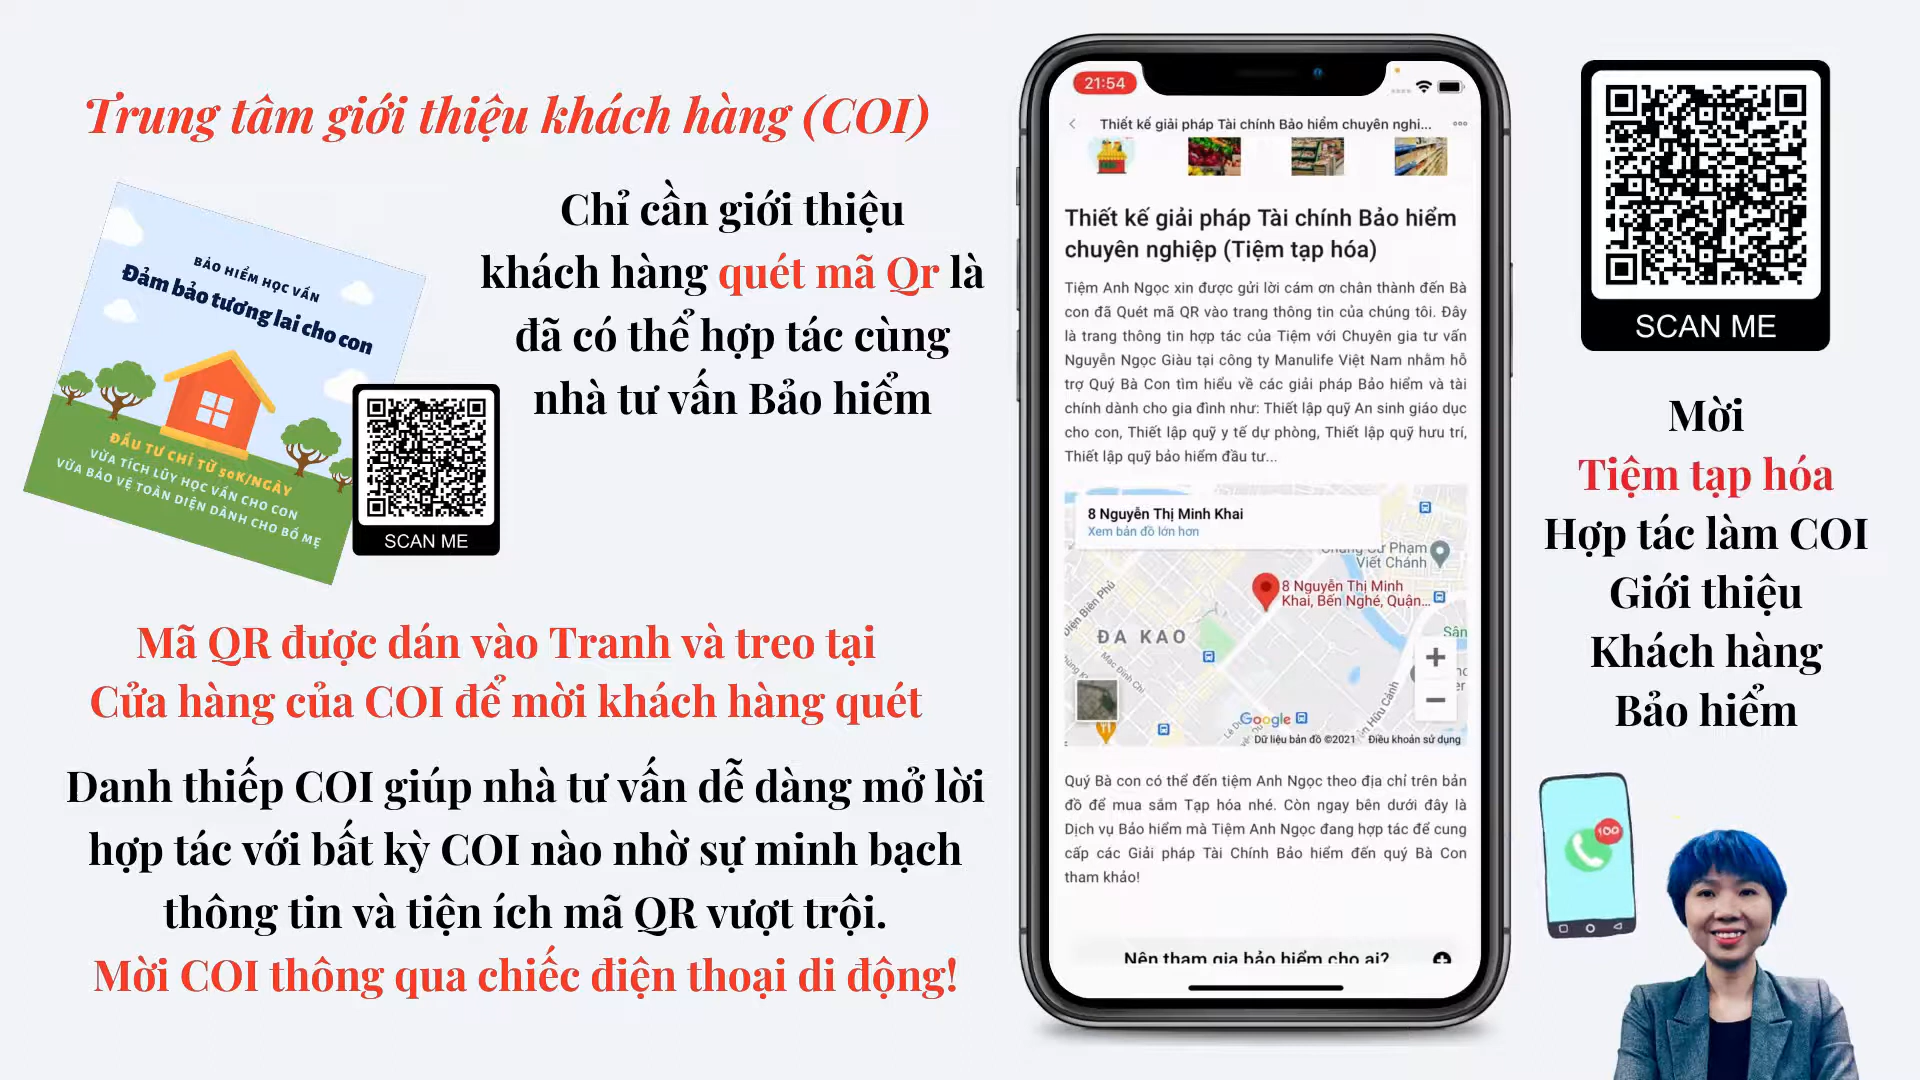 Trung tâm giới thiệu khách hàng (COI)
Chỉ cần giới thiệu
khách hàng quét mã Qr là
đã có thể hợp tác cùng
nhà tư vấn Bảo hiểm
BẢO HIỂM HỌC VẤN
Đảm bảo tương lai cho con
ĐẦU TƯ CHỈ TỪ 50K/NGÀY
VỪA TÍCH LŨY HỌC VẤN CHO CON
VỪA BẢO VỆ TOÀN DIỆN DÀNH CHO BỐ MẸ
SCAN ME
Mã QR được dán vào Tranh và treo tại
Cửa hàng của COI để mời khách hàng quét
Danh thiếp COI giúp nhà tư vấn dễ dàng mở lời
hợp tác với bất kỳ COI nào nhờ sự minh bạch
thông tin và tiện ích mã QR vượt trội.
Mời COI thông qua chiếc điện thoại di động!
21:54
Thiết kế giải pháp Tài chính Bảo hiểm chuyên nghi...
Thiết kế giải pháp Tài chính Bảo hiểm
chuyên nghiệp (Tiệm tạp hóa)
Tiệm Anh Ngọc xin được gửi lời cám ơn chân thành đến Bà
con đã Quét mã QR vào trang thông tin của chúng tôi. Đây
là trang thông tin hợp tác của Tiệm với Chuyên gia tư vấn
Nguyễn Ngọc Giàu tại công ty Manulife Việt Nam nhằm hỗ
trợ Quý Bà Con tìm hiểu về các giải pháp Bảo hiểm và tài
chính dành cho gia đình như: Thiết lập quỹ An sinh giáo dục
cho con, Thiết lập quỹ y tế dự phòng, Thiết lập quỹ hưu trí,
Thiết lập quỹ bảo hiểm đầu tư...
8 Nguyễn Thị Minh Khai
Xem bản đồ lớn hơn
Chung Cư Phạm
Viết Chánh
8 Nguyễn Thị Minh
Khai, Bến Nghé, Quận...
Điện Biên Phủ
ĐA KAO
Mạc Đĩnh Chi
Google
Dữ liệu bản đồ ©2021 Điều khoản sử dụng
Quý Bà con có thể đến tiệm Anh Ngọc theo địa chỉ trên bản
đồ để mua sắm Tạp hóa nhé. Còn ngay bên dưới đây là
Dịch vụ Bảo hiểm mà Tiệm Anh Ngọc đang hợp tác để cung
cấp các Giải pháp Tài Chính Bảo hiểm đến quý Bà Con
tham khảo!
Nên tham gia bảo hiểm cho ai?
SCAN ME
Mời
Tiệm tạp hóa
Hợp tác làm COI
Giới thiệu
Khách hàng
Bảo hiểm
100